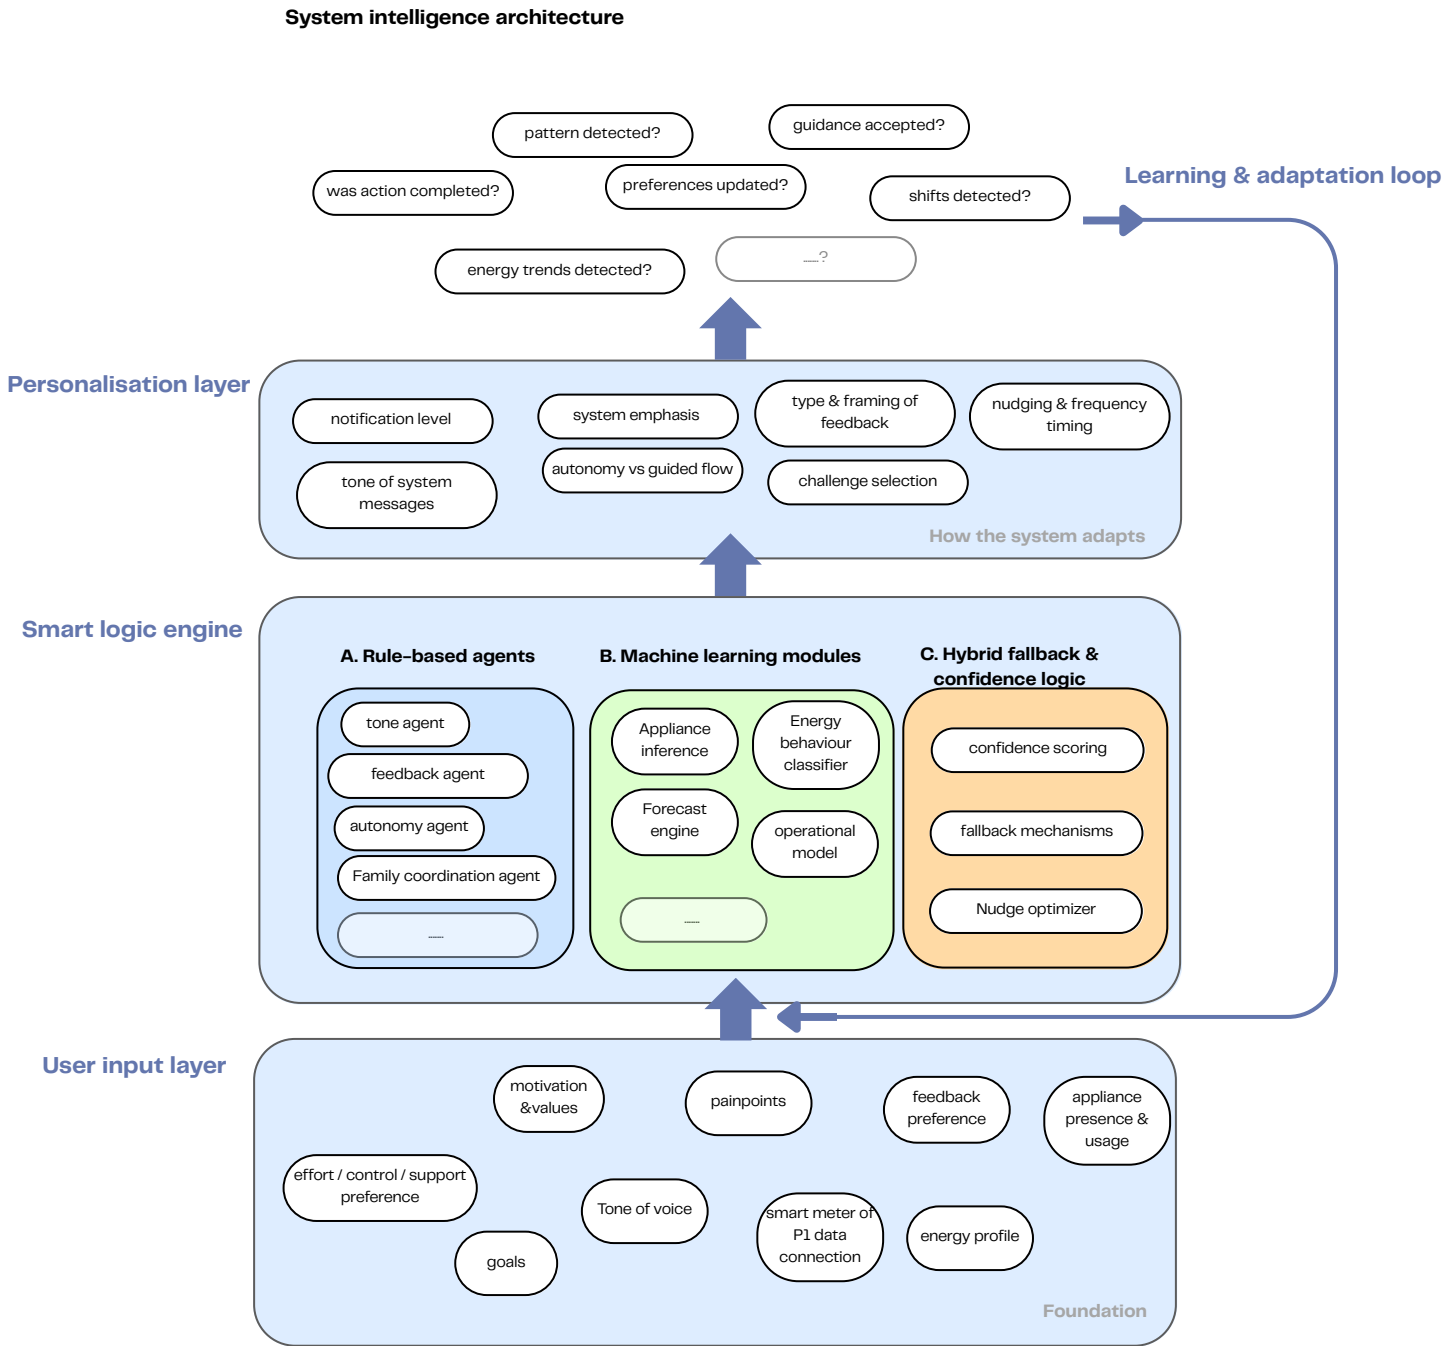 System intelligence architecture
pattern detected?
guidance accepted?
was action completed?
preferences updated?
shifts detected?
Learning & adaptation loop
energy trends detected?
......?
Personalisation layer
notification level
system emphasis
type & framing of
feedback
nudging & frequency
timing
tone of system
messages
autonomy vs guided flow
challenge selection
How the system adapts
Smart logic engine
A. Rule-based agents
tone agent
feedback agent
autonomy agent
Family coordination agent
......
B. Machine learning modules
Appliance
inference
Energy
behaviour
classifier
Forecast
engine
operational
model
......
C. Hybrid fallback &
confidence logic
confidence scoring
fallback mechanisms
Nudge optimizer
User input layer
motivation
&values
painpoints
feedback
preference
appliance
presence &
usage
effort / control / support
preference
Tone of voice
smart meter of
P1 data
connection
energy profile
goals
Foundation